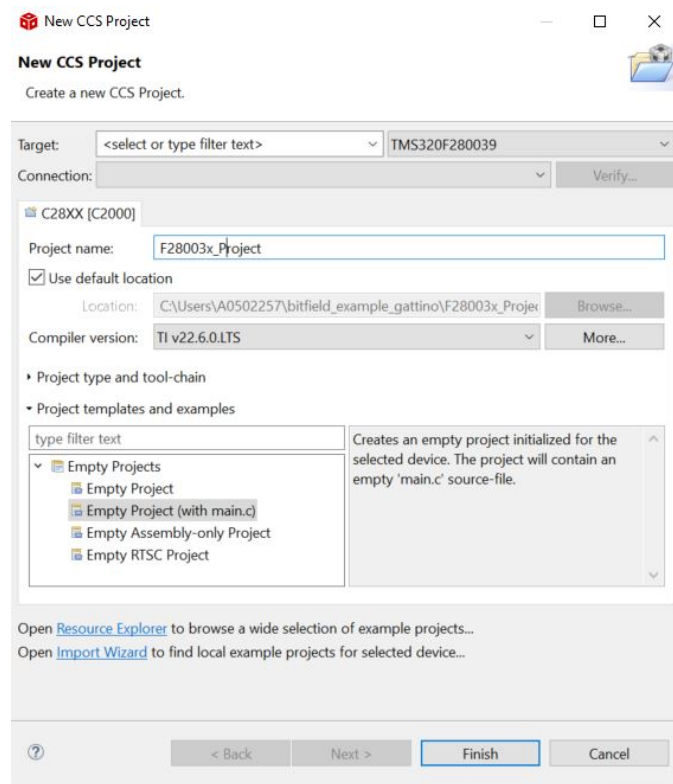 New CCS Project
New CCS Project
Create a new CCS Project.
Target: <select or type filter text> TMS320F280039
Connection: Verify...
C28XX [C2000]
Project name: F28003x_Project
Use default location
Location: C:\Users\A0502257\bitfield_example_gattino\F28003x_Projec Browse...
Compiler version: TI v22.6.0.LTS More...
Project type and tool-chain
Project templates and examples
type filter text
Empty Projects
Empty Project
Empty Project (with main.c)
Empty Assembly-only Project
Empty RTSC Project
Creates an empty project initialized for the
selected device. The project will contain an
empty 'main.c' source-file.
Open Resource Explorer to browse a wide selection of example projects...
Open Import Wizard to find local example projects for selected device...
? < Back Next > Finish Cancel